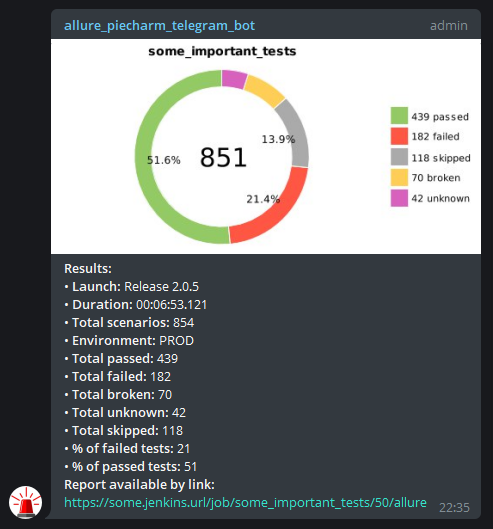 allure_piecharm_telegram_bot admin
some_important_tests
439 passed
13.9% 182 failed
51.6% 851 118 skipped
70 broken
21.4% 42 unknown
Results:
• Launch: Release 2.0.5
• Duration: 00:06:53.121
• Total scenarios: 854
• Environment: PROD
• Total passed: 439
• Total failed: 182
• Total broken: 70
• Total unknown: 42
• Total skipped: 118
• % of failed tests: 21
• % of passed tests: 51
Report available by link:
https://some.jenkins.url/job/some_important_tests/50/allure 22:35